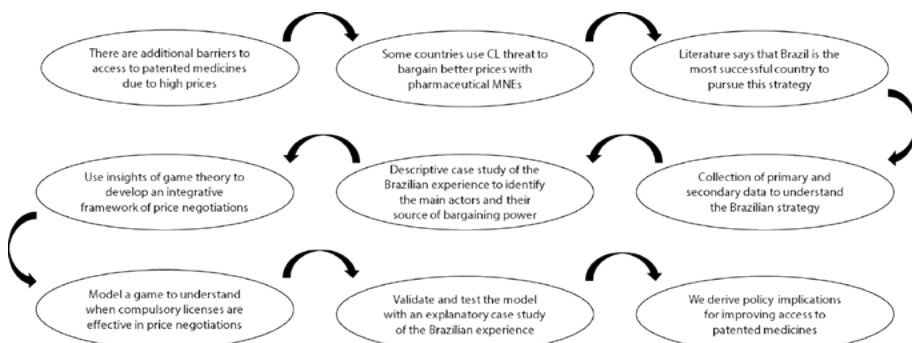 There are additional barriers to
access to patented medicines
due to high prices
Some countries use CL threat to
bargain better prices with
pharmaceutical MNEs
Literature says that Brazil is the
most successful country to
pursue this strategy
Collection of primary and
secondary data to understand
the Brazilian strategy
Descriptive case study of the
Brazilian experience to identify
the main actors and their
source of bargaining power
Use insights of game theory to
develop an integrative
framework of price negotiations
Model a game to understand
when compulsory licenses are
effective in price negotiations
Validate and test the model
with an explanatory case study
of the Brazilian experience
We derive policy implications
for improving access to
patented medicines